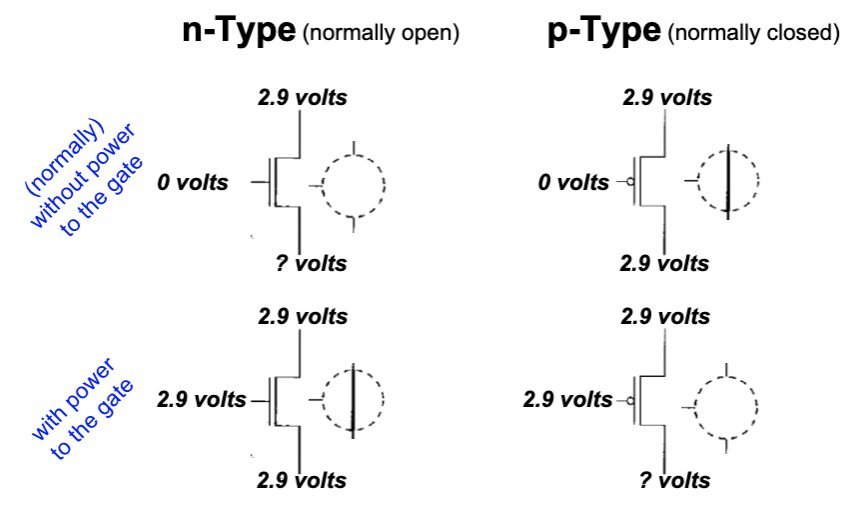 n-Type (normally open)
p-Type (normally closed)
(normally)
without power
to the gate
2.9 volts
0 volts
? volts
2.9 volts
0 volts
2.9 volts
with power
to the gate
2.9 volts
2.9 volts
2.9 volts
2.9 volts
2.9 volts
? volts